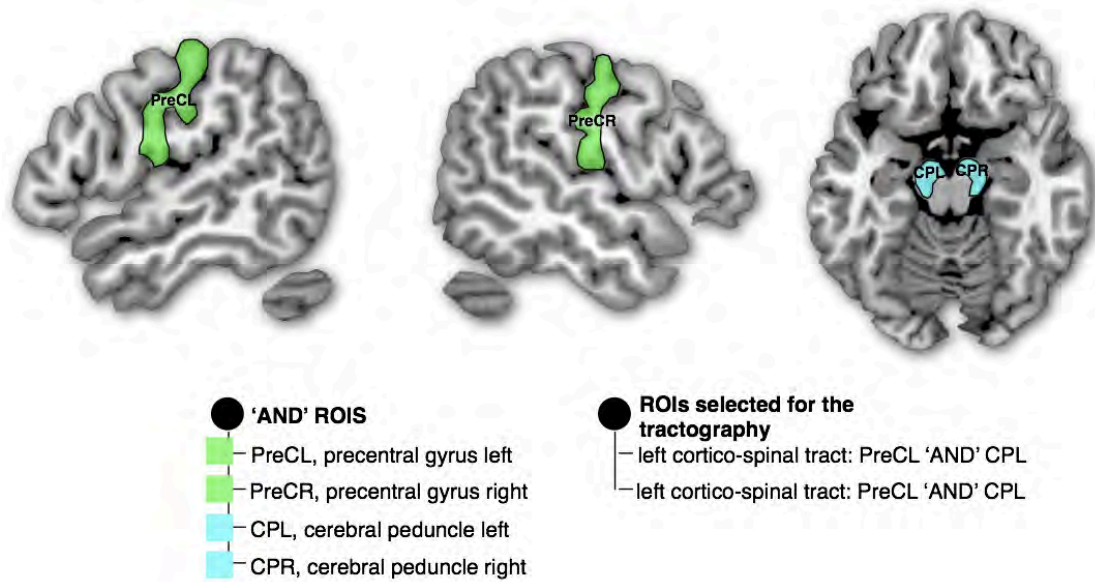 PreCL
PreCR
CPL
CPR
'AND' ROIS
PreCL, precentral gyrus left
PreCR, precentral gyrus right
CPL, cerebral peduncle left
CPR, cerebral peduncle right
ROIs selected for the
tractography
left cortico-spinal tract: PreCL 'AND' CPL
left cortico-spinal tract: PreCL 'AND' CPL